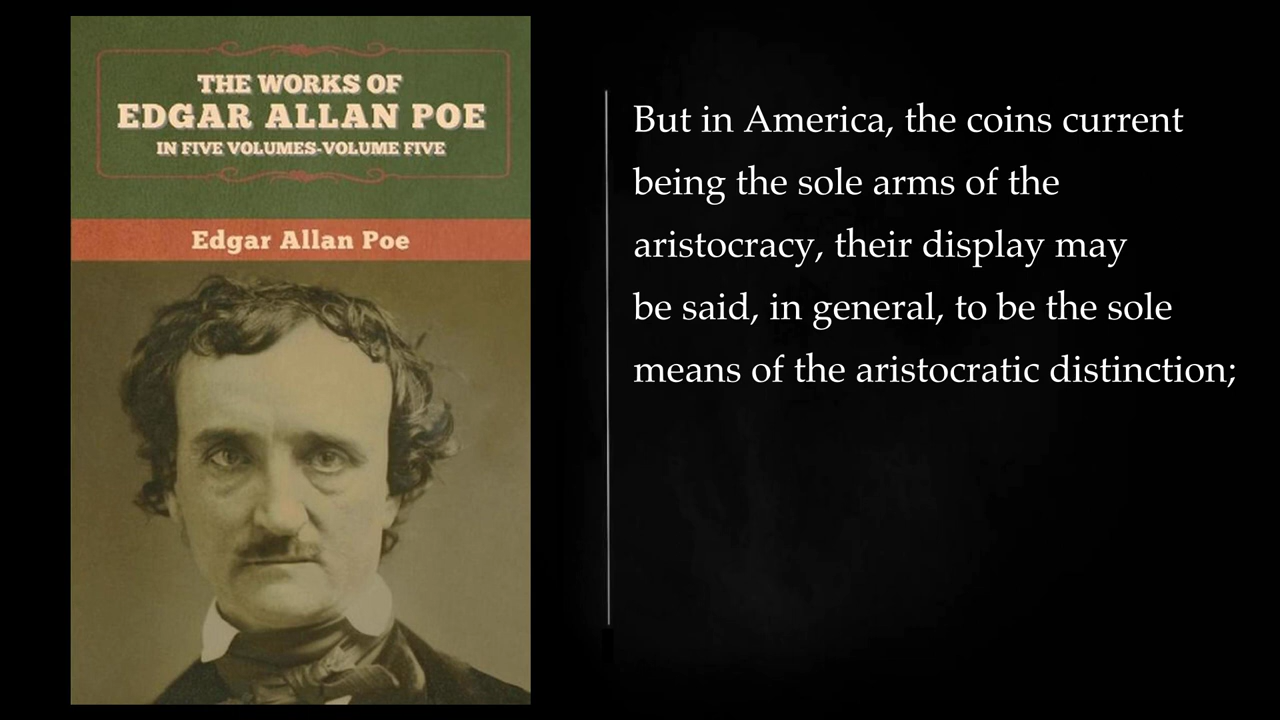 THE WORKS OF
EDGAR ALLAN POE
IN FIVE VOLUMES-VOLUME FIVE
Edgar Allan Poe
But in America, the coins current
being the sole arms of the
aristocracy, their display may
be said, in general, to be the sole
means of the aristocratic distinction;